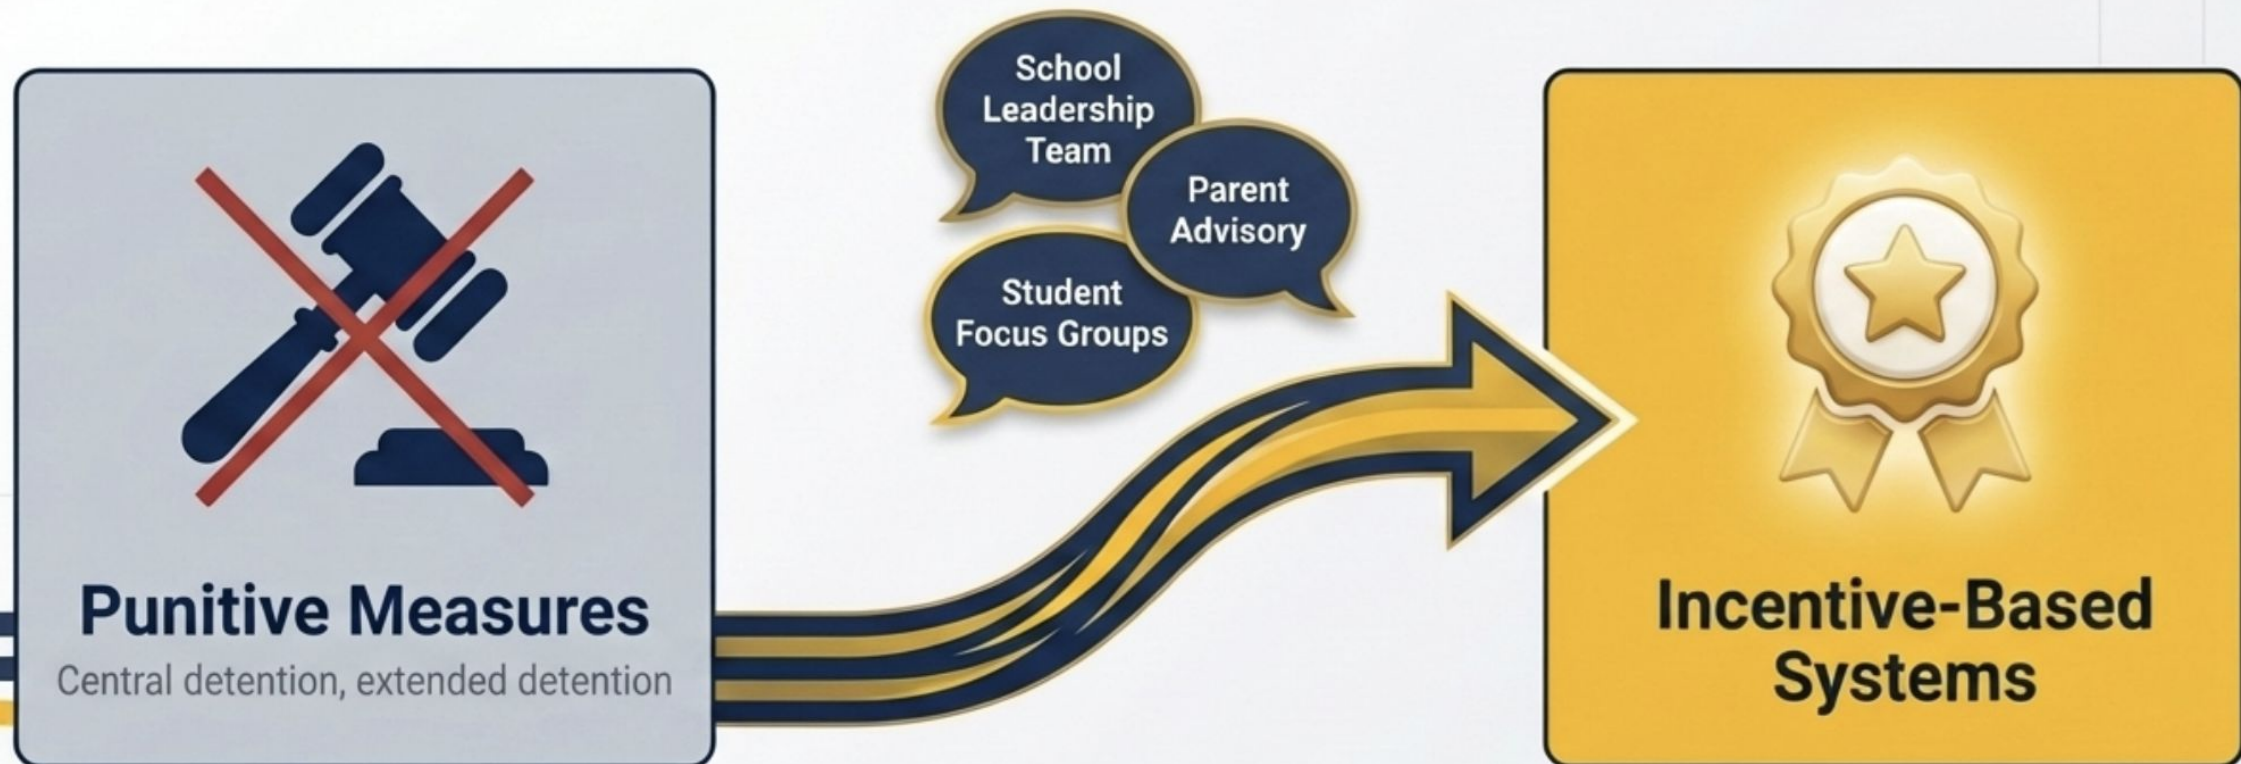 Punitive Measures
Central detention, extended detention
School
Leadership
Team
Parent
Advisory
Student
Focus Groups
Incentive-Based
Systems